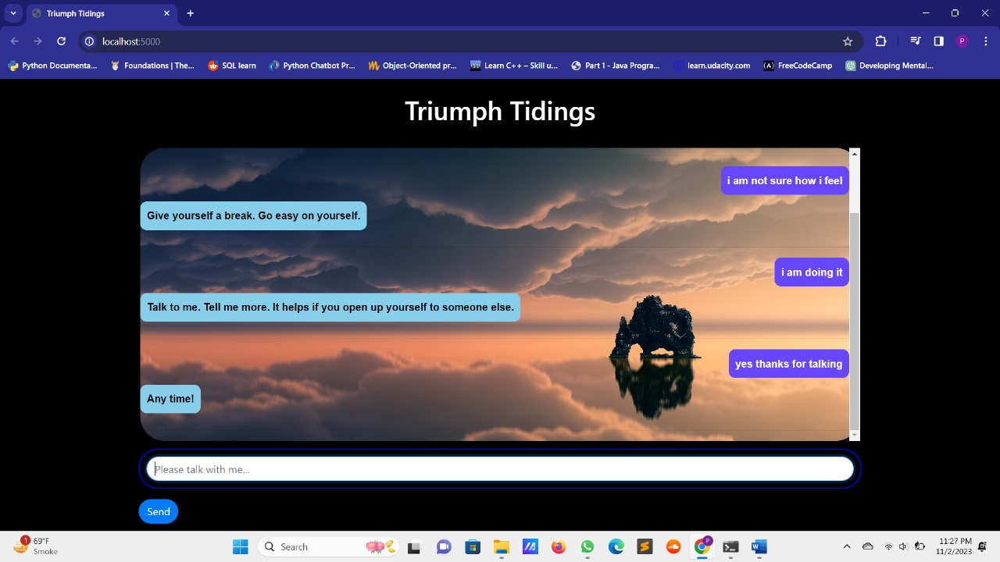 Triumph Tidings
localhost:5000
Python Documenta...
Foundations | The...
SQL learn
Python Chatbot Pr...
Object-Oriented pr...
Learn C++ – Skill u...
Part 1 - Java Progra...
learn.udacity.com
FreeCodeCamp
Developing Mental...
P
Triumph Tidings
i am not sure how i feel
Give yourself a break. Go easy on yourself.
i am doing it
Talk to me. Tell me more. It helps if you open up yourself to someone else.
yes thanks for talking
Any time!
Please talk with me...
Send
1
69°F
Smoke
Search
P
11:27 PM
11/2/2023